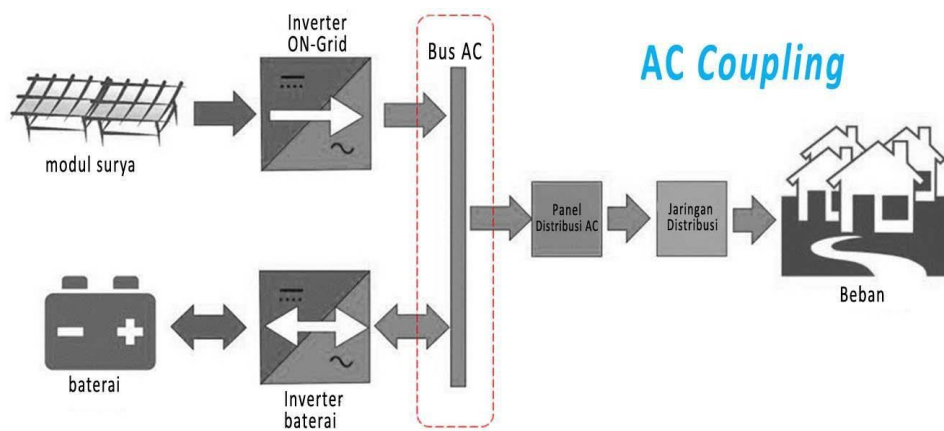 Inverter
ON-Grid
Bus AC
AC Coupling
modul surya
Panel
Distribusi AC
Jaringan
Distribusi
Beban
baterai
Inverter
baterai